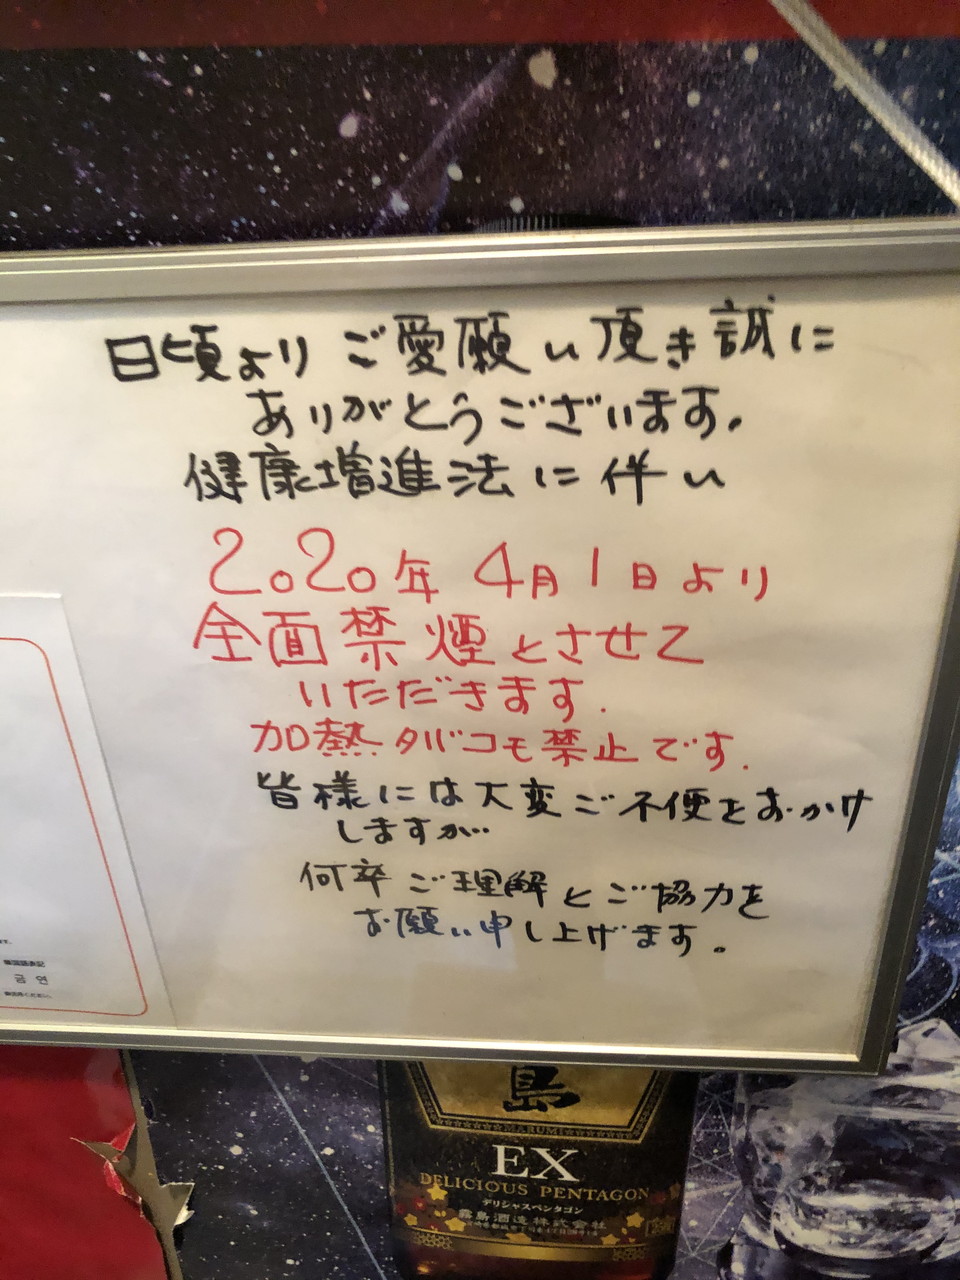 日頃よりご愛願い頂き誠に
ありがとうございます。
健康増進法に伴い
2020年 4月1日より
全面禁煙とさせて
いただきます.
加熱タバコも禁止です.
皆様には大変ご不便をおかけ
しますが…
何卒ご理解とご協力を
お願い申し上げます。
금연
島
MARUMI
EX
DELICIOUS PENTAGON
デリシャスペンタゴン
霧島酒造株式会社